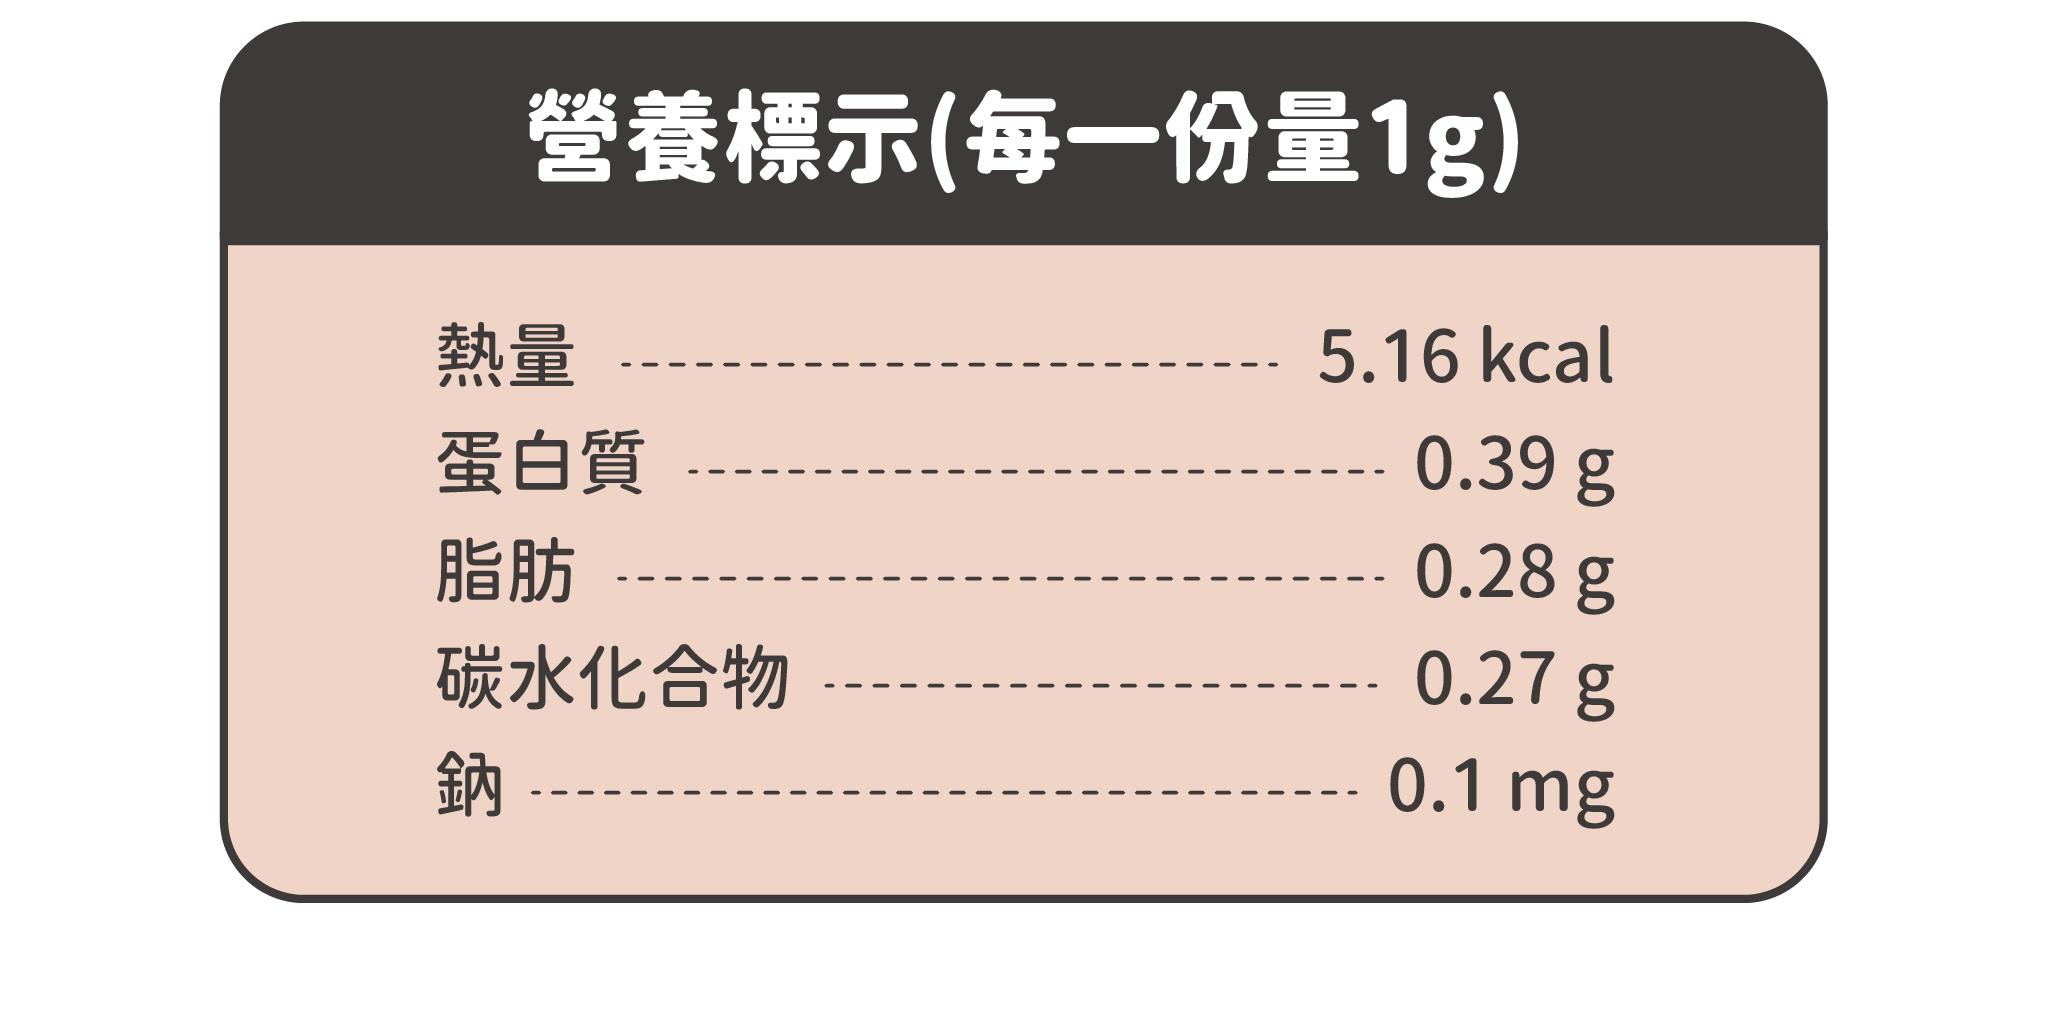 營養標示(每一份量1g)
熱量 5.16 kcal
蛋白質 0.39 g
脂肪 0.28 g
碳水化合物 0.27 g
鈉 0.1 mg